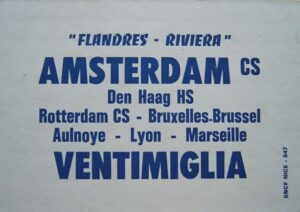 "FLANDRES - RIVIERA"
AMSTERDAM CS
Den Haag HS
Rotterdam CS - Bruxelles-Brussel
Aulnoye - Lyon - Marseille
VENTIMIGLIA
SNCF NICE - 847